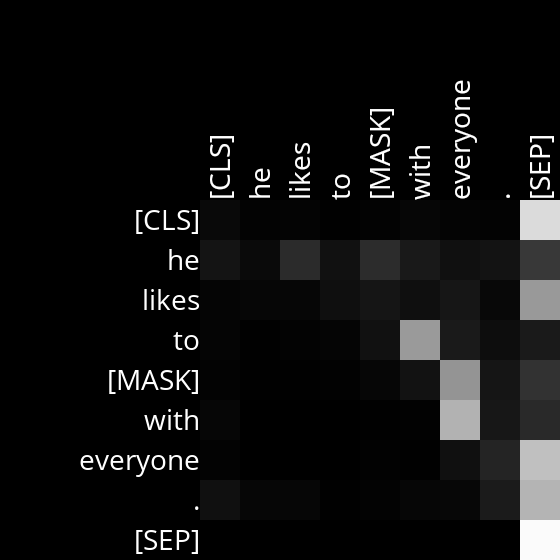 [CLS] he likes to [MASK] with everyone . [SEP]
[CLS]
he
likes
to
[MASK]
with
everyone
.
[SEP]